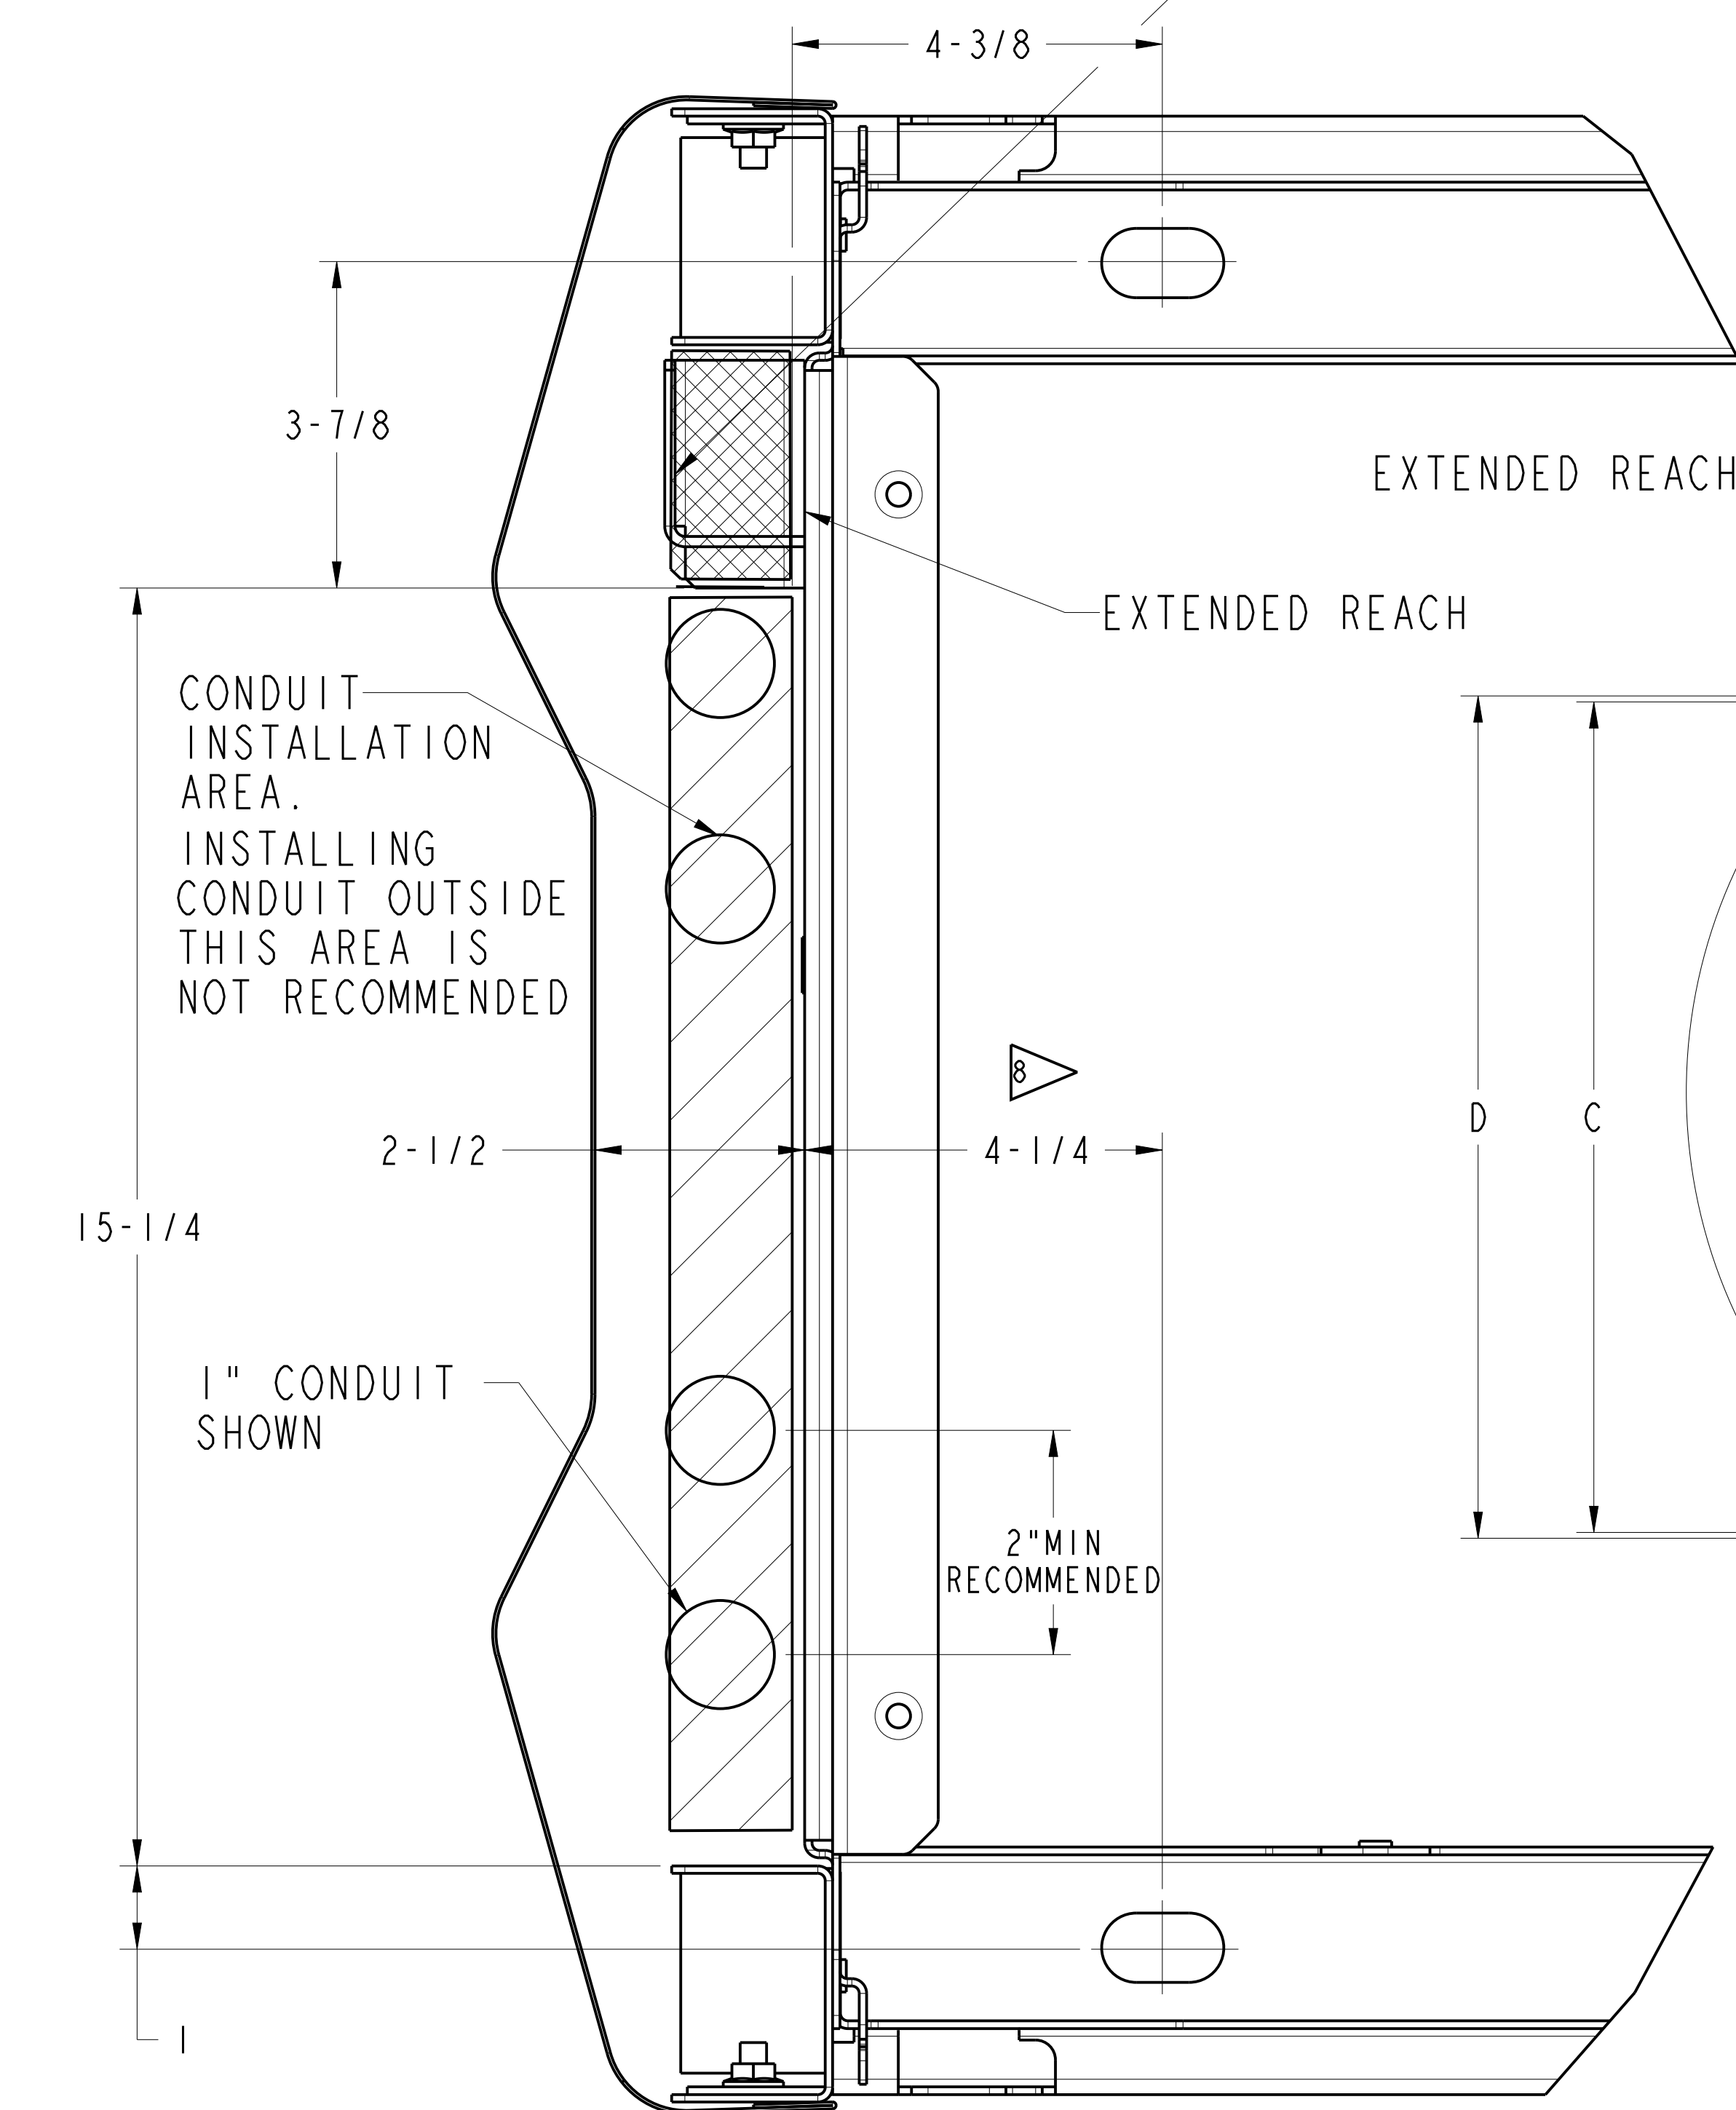 4-3/8
3-7/8
EXTENDED REACH
EXTENDED REACH
CONDUIT
INSTALLATION
AREA.
INSTALLING
CONDUIT OUTSIDE
THIS AREA IS
NOT RECOMMENDED
8
D
C
2-1/2
4-1/4
15-1/4
1" CONDUIT
SHOWN
2"MIN
RECOMMENDED
1